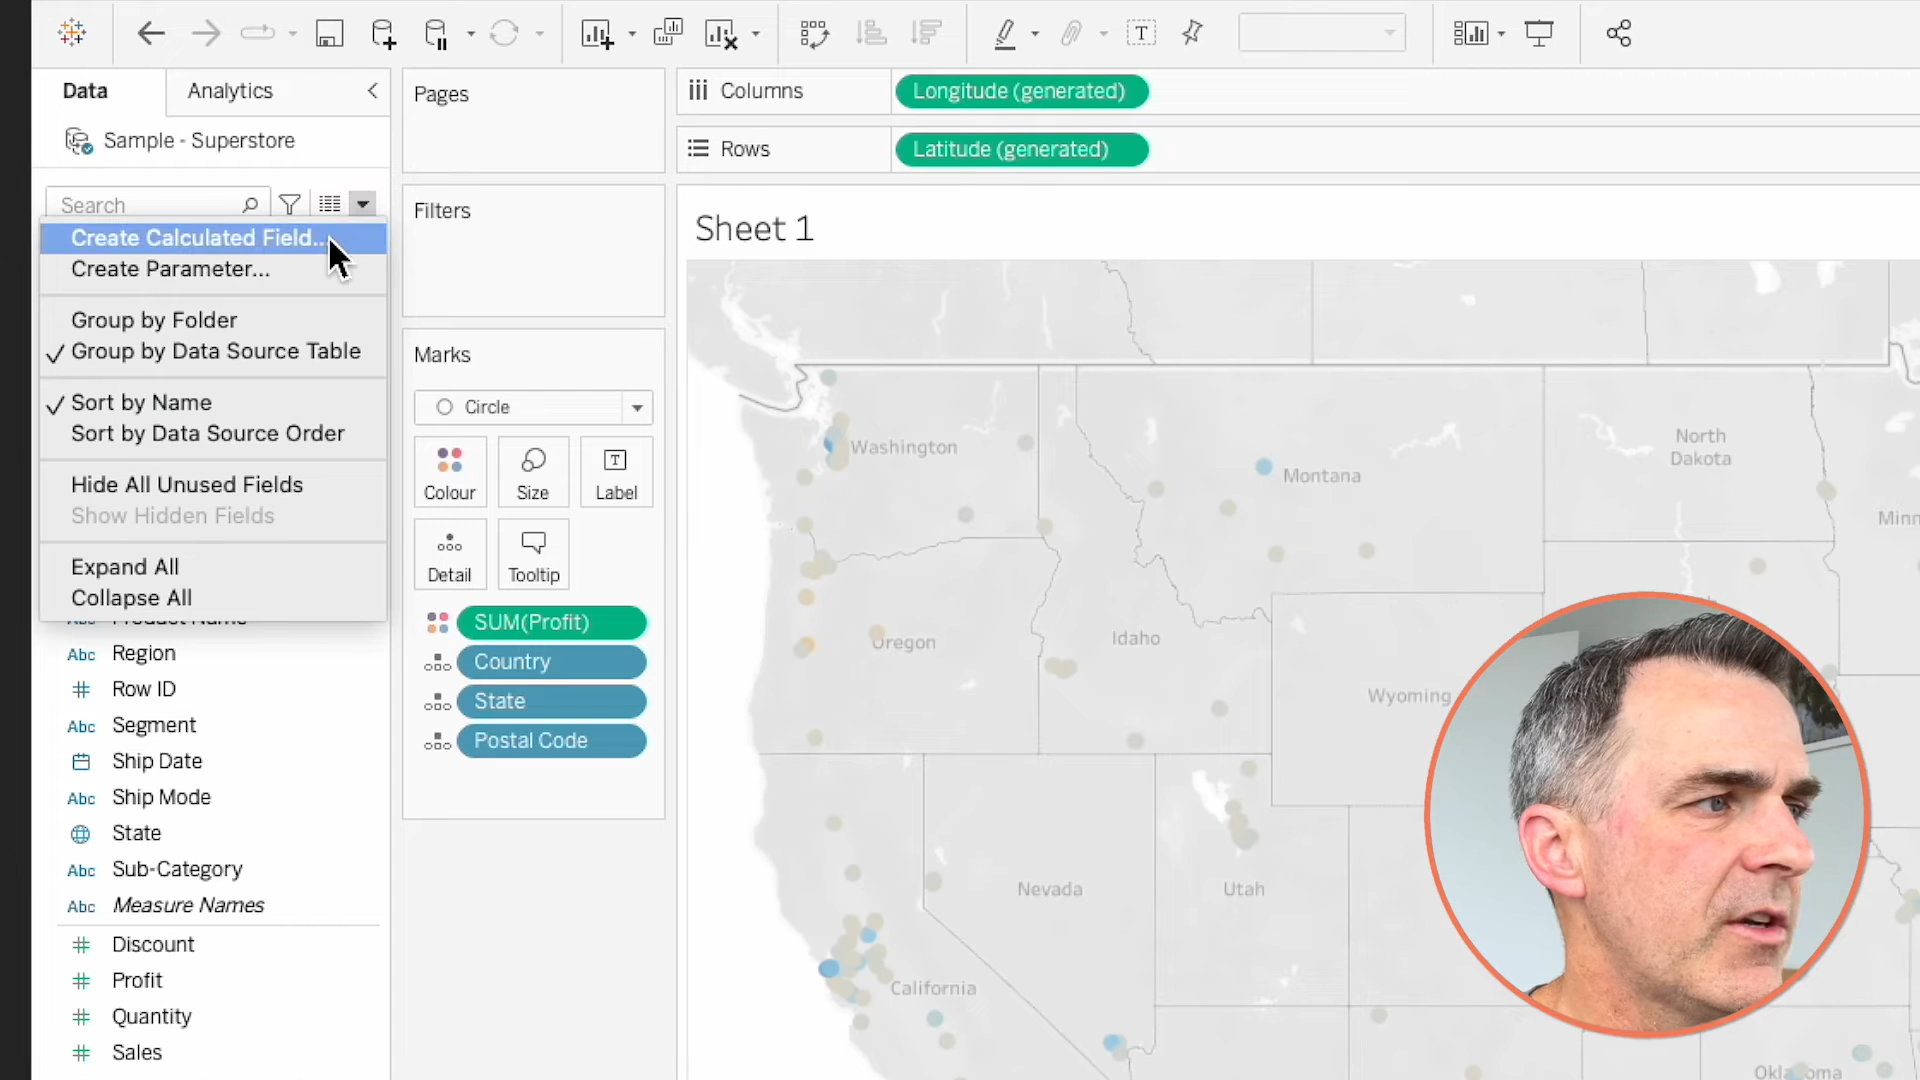 Data
Analytics
Sample - Superstore
Search
Create Calculated Field...
Create Parameter...
Group by Folder
Group by Data Source Table
Sort by Name
Sort by Data Source Order
Hide All Unused Fields
Show Hidden Fields
Expand All
Collapse All
Product Name
Abc Region
Row ID
Abc Segment
Ship Date
Abc Ship Mode
State
Abc Sub-Category
Abc Measure Names
Discount
Profit
Quantity
Sales
Pages
Filters
Marks
Circle
Colour
Size
Label
Detail
Tooltip
SUM(Profit)
Country
State
Postal Code
Columns
Longitude (generated)
Rows
Latitude (generated)
Sheet 1
Washington
Montana
North
Dakota
Minn
Oregon
Idaho
Wyoming
Nevada
Utah
California
Oklahoma